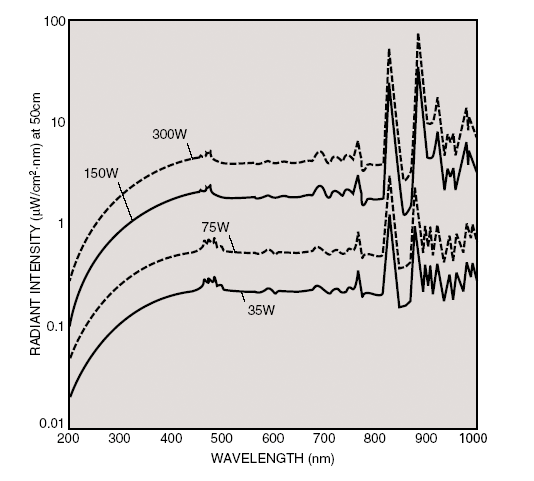 100
10
1
0.1
0.01
RADIANT INTENSITY (μW/cm²·nm) at 50cm
300W
150W
75W
35W
200 300 400 500 600 700 800 900 1000
WAVELENGTH (nm)